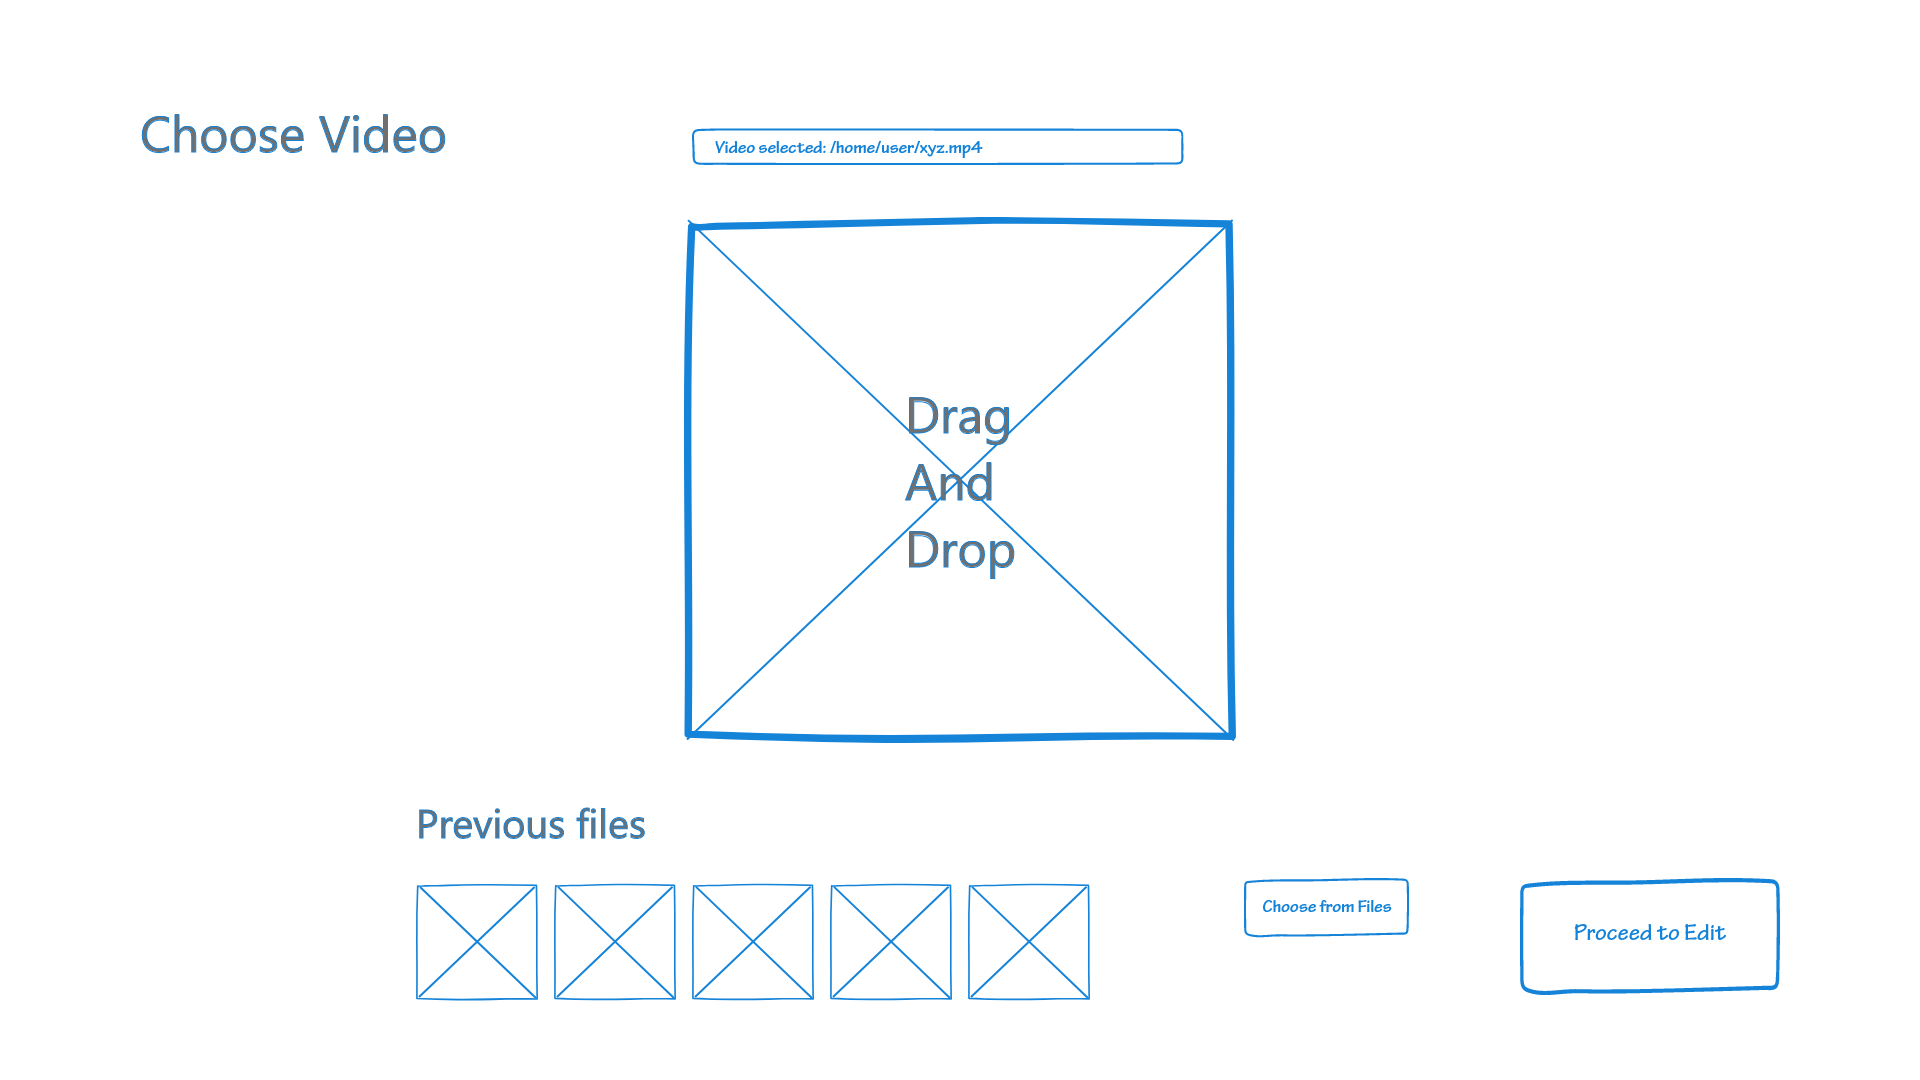 Choose Video
Video selected: /home/user/xyz.mp4
Drag
And
Drop
Previous files
Choose from Files
Proceed to Edit